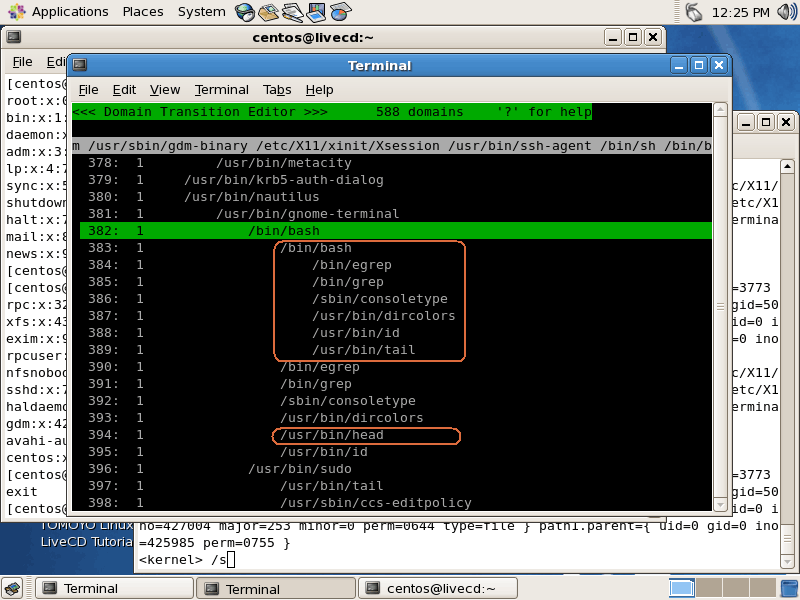 Applications Places System 12:25 PM
centos@livecd:~
File Edi
[centos@
root:x:0
bin:x:1:
daemon:x
adm:x:3:
lp:x:4:7
sync:x:5
shutdown
halt:x:7
mail:x:8
news:x:9
[centos@
[centos@
rpc:x:32
xfs:x:43
exim:x:9
rpcuser:
nfsnobod
sshd:x:7
haldaemo
gdm:x:42
avahi-au
centos:x
[centos@
exit
[centos@
Terminal
File Edit View Terminal Tabs Help
<<< Domain Transition Editor >>> 588 domains '?' for help
m /usr/sbin/gdm-binary /etc/X11/xinit/Xsession /usr/bin/ssh-agent /bin/sh /bin/b
378: 1 /usr/bin/metacity
379: 1 /usr/bin/krb5-auth-dialog
380: 1 /usr/bin/nautilus
381: 1 /usr/bin/gnome-terminal
382: 1 /bin/bash
383: 1 /bin/bash
384: 1 /bin/egrep
385: 1 /bin/grep
386: 1 /sbin/consoletype
387: 1 /usr/bin/dircolors
388: 1 /usr/bin/id
389: 1 /usr/bin/tail
390: 1 /bin/egrep
391: 1 /bin/grep
392: 1 /sbin/consoletype
393: 1 /usr/bin/dircolors
394: 1 /usr/bin/head
395: 1 /usr/bin/id
396: 1 /usr/bin/sudo
397: 1 /usr/bin/tail
398: 1 /usr/sbin/ccs-editpolicy
tc/X11/
etc/X1
termina
=3773
gid=50
id=0 i
=0 ino
tc/X11/
etc/X1
termina
=3773
gid=50
id=0 i
TOMOYO Linux
LiveCD Tutoria
no=427004 major=253 minor=0 perm=0644 type=file } path1.parent={ uid=0 gid=0 ino
=425985 perm=0755 }
<kernel> /s
Terminal
Terminal
centos@livecd:~